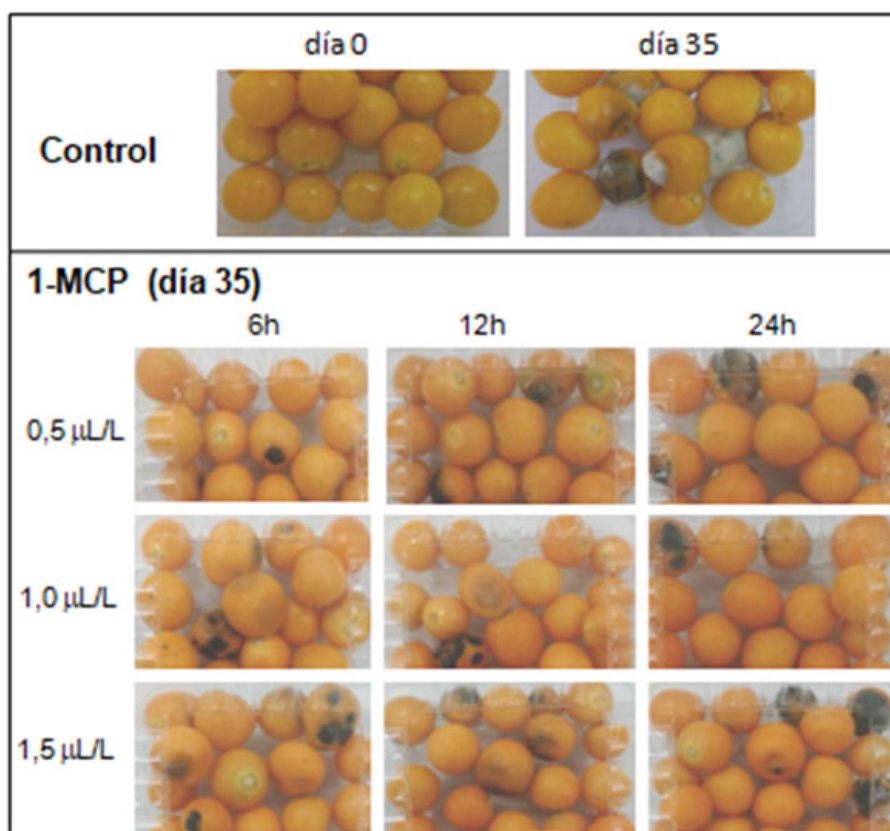 día 0 día 35
Control
1-MCP (día 35)
6h 12h 24h
0,5 µL/L
1,0 µL/L
1,5 µL/L